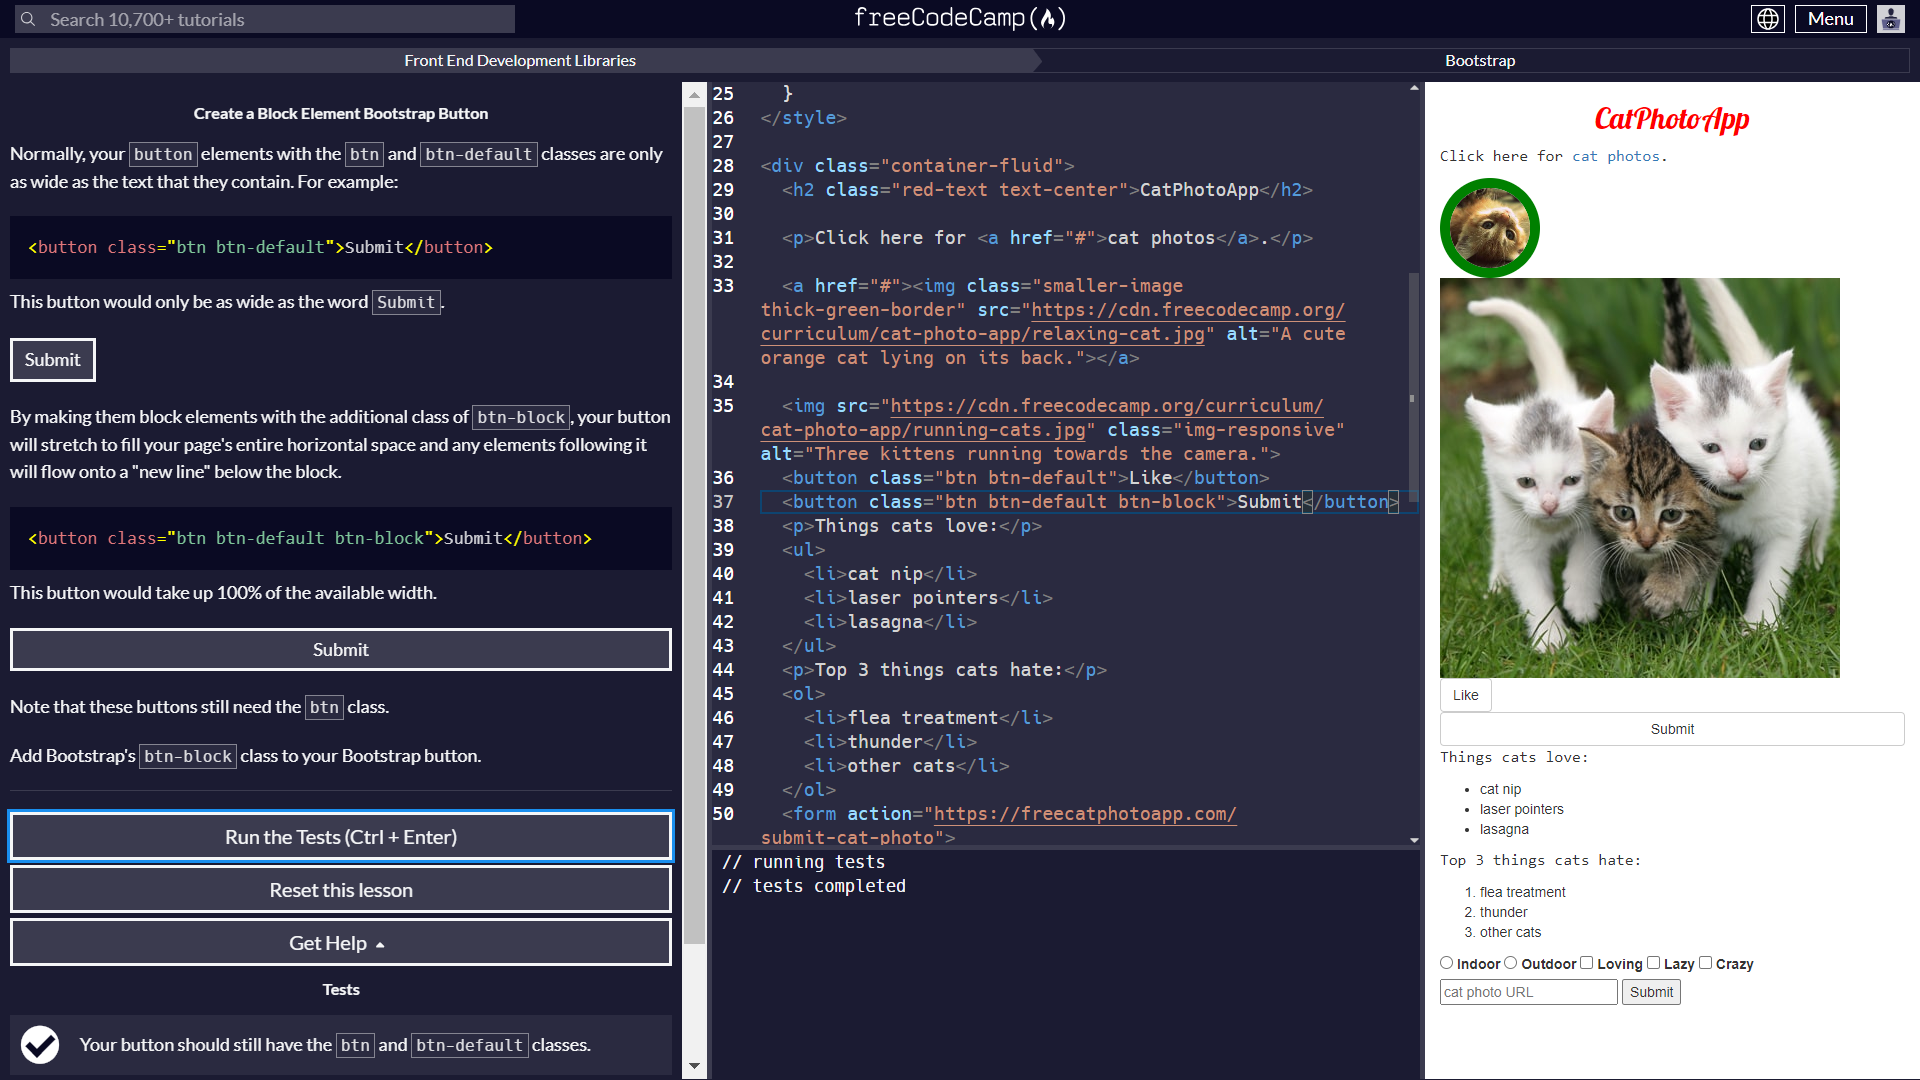 Search 10,700+ tutorials
freeCodeCamp
Menu
Front End Development Libraries
Bootstrap
Create a Block Element Bootstrap Button
Normally, your button elements with the btn and btn-default classes are only
as wide as the text that they contain. For example:
<button class="btn btn-default">Submit</button>
This button would only be as wide as the word Submit.
Submit
By making them block elements with the additional class of btn-block, your button
will stretch to fill your page's entire horizontal space and any elements following it
will flow onto a "new line" below the block.
<button class="btn btn-default btn-block">Submit</button>
This button would take up 100% of the available width.
Submit
Note that these buttons still need the btn class.
Add Bootstrap's btn-block class to your Bootstrap button.
Run the Tests (Ctrl + Enter)
Reset this lesson
Get Help
Tests
Your button should still have the btn and btn-default classes.
25 }
26 </style>
27
28 <div class="container-fluid">
29 <h2 class="red-text text-center">CatPhotoApp</h2>
30
31 <p>Click here for <a href="#">cat photos</a>.</p>
32
33 <a href="#"><img class="smaller-image
thick-green-border" src="https://cdn.freecodecamp.org/
curriculum/cat-photo-app/relaxing-cat.jpg" alt="A cute
orange cat lying on its back."></a>
34
35 <img src="https://cdn.freecodecamp.org/curriculum/
cat-photo-app/running-cats.jpg" class="img-responsive"
alt="Three kittens running towards the camera.">
36 <button class="btn btn-default">Like</button>
37 <button class="btn btn-default btn-block">Submit</button>
38 <p>Things cats love:</p>
39 <ul>
40 <li>cat nip</li>
41 <li>laser pointers</li>
42 <li>lasagna</li>
43 </ul>
44 <p>Top 3 things cats hate:</p>
45 <ol>
46 <li>flea treatment</li>
47 <li>thunder</li>
48 <li>other cats</li>
49 </ol>
50 <form action="https://freecatphotoapp.com/
submit-cat-photo">
// running tests
// tests completed
CatPhotoApp
Click here for cat photos.
Like
Submit
Things cats love:
• cat nip
• laser pointers
• lasagna
Top 3 things cats hate:
1. flea treatment
2. thunder
3. other cats
Indoor Outdoor Loving Lazy Crazy
cat photo URL Submit